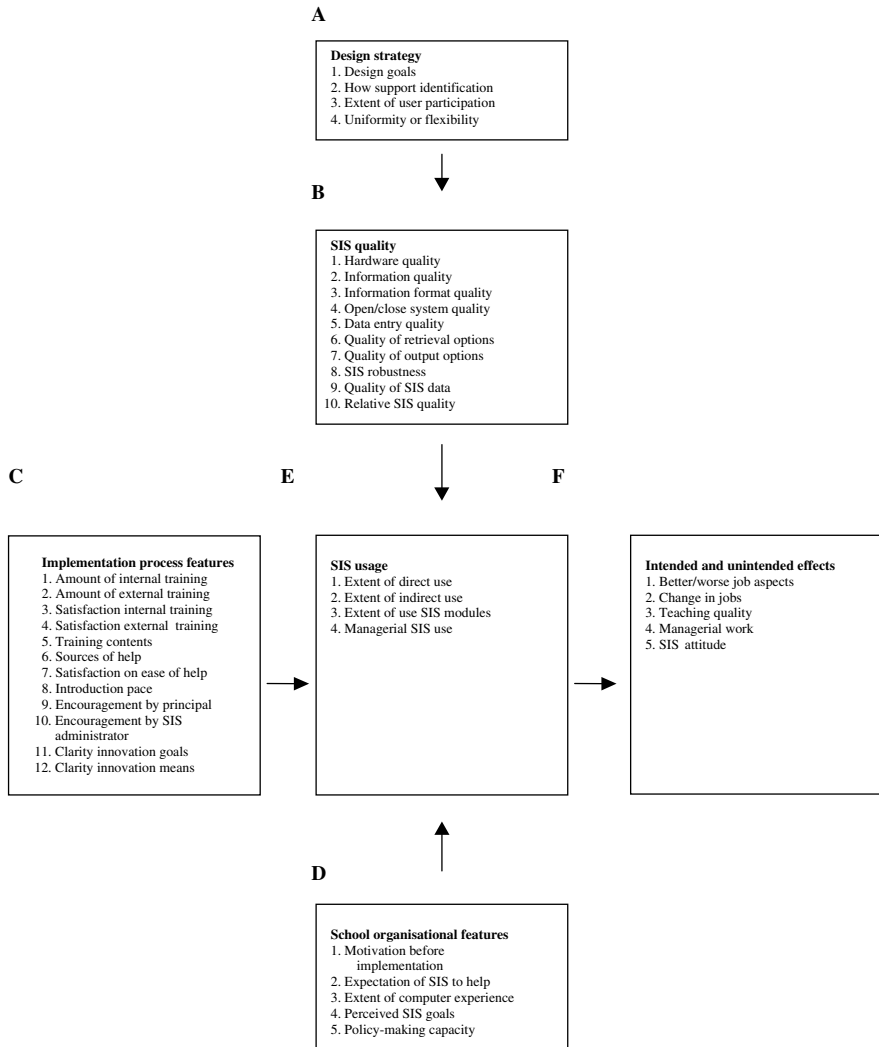 A
Design strategy
1. Design goals
2. How support identification
3. Extent of user participation
4. Uniformity or flexibility
B
SIS quality
1. Hardware quality
2. Information quality
3. Information format quality
4. Open/close system quality
5. Data entry quality
6. Quality of retrieval options
7. Quality of output options
8. SIS robustness
9. Quality of SIS data
10. Relative SIS quality
C
Implementation process features
1. Amount of internal training
2. Amount of external training
3. Satisfaction internal training
4. Satisfaction external training
5. Training contents
6. Sources of help
7. Satisfaction on ease of help
8. Introduction pace
9. Encouragement by principal
10. Encouragement by SIS
administrator
11. Clarity innovation goals
12. Clarity innovation means
E
SIS usage
1. Extent of direct use
2. Extent of indirect use
3. Extent of use SIS modules
4. Managerial SIS use
F
Intended and unintended effects
1. Better/worse job aspects
2. Change in jobs
3. Teaching quality
4. Managerial work
5. SIS attitude
D
School organisational features
1. Motivation before
implementation
2. Expectation of SIS to help
3. Extent of computer experience
4. Perceived SIS goals
5. Policy-making capacity